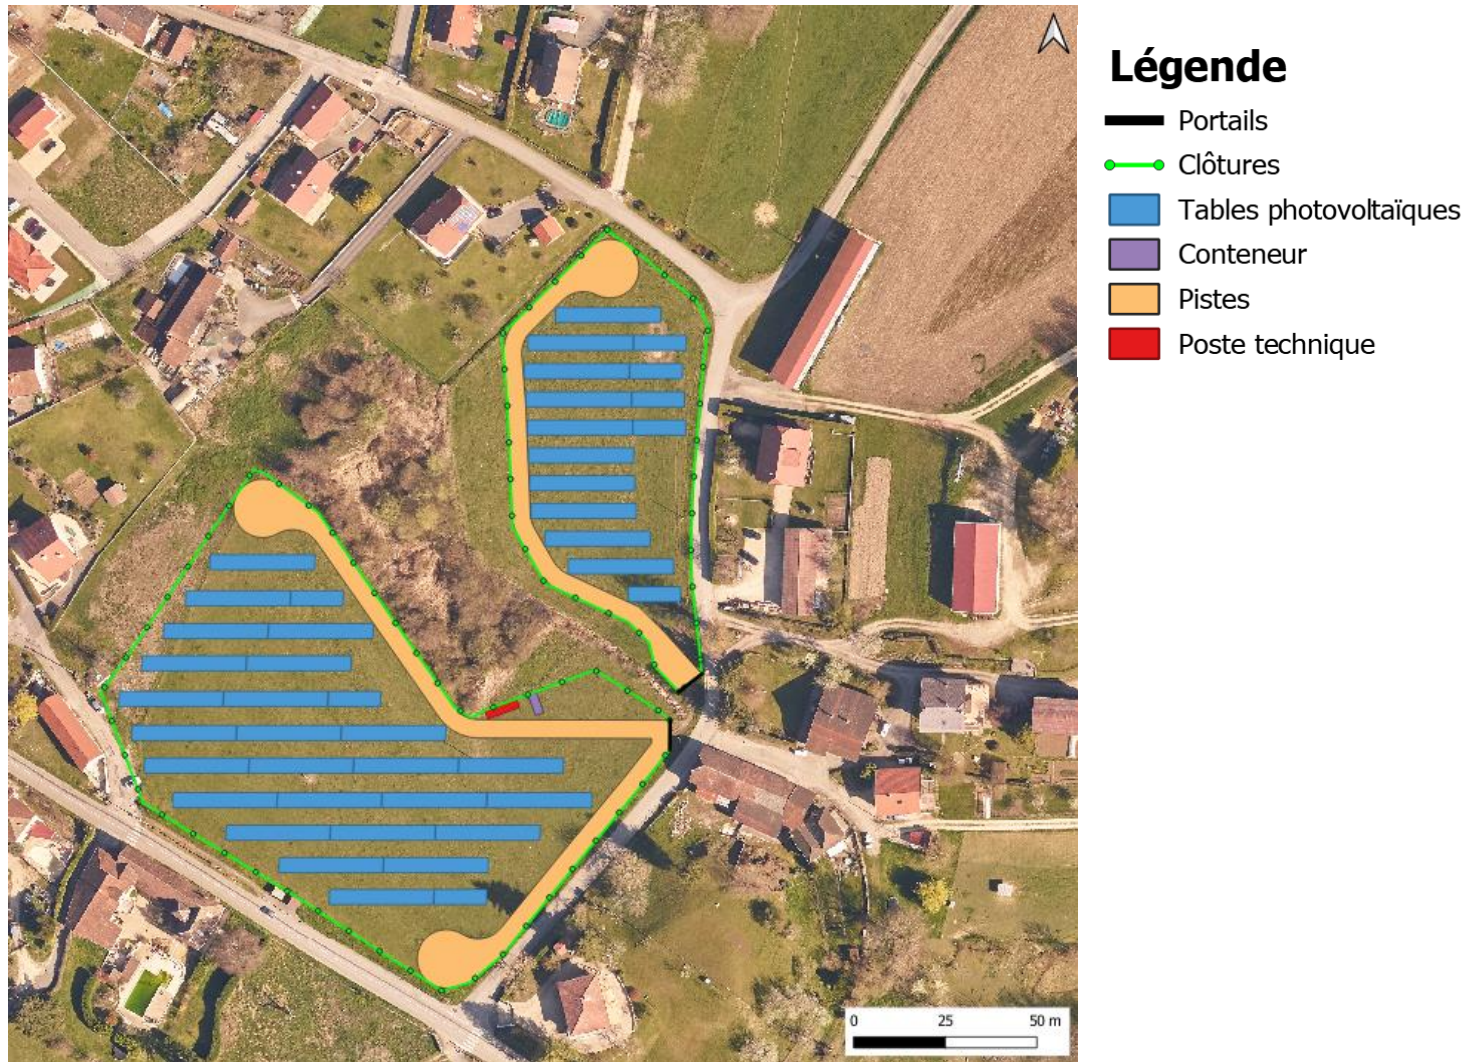 Légende
Portails
Clôtures
Tables photovoltaïques
Conteneur
Pistes
Poste technique
0 25 50 m